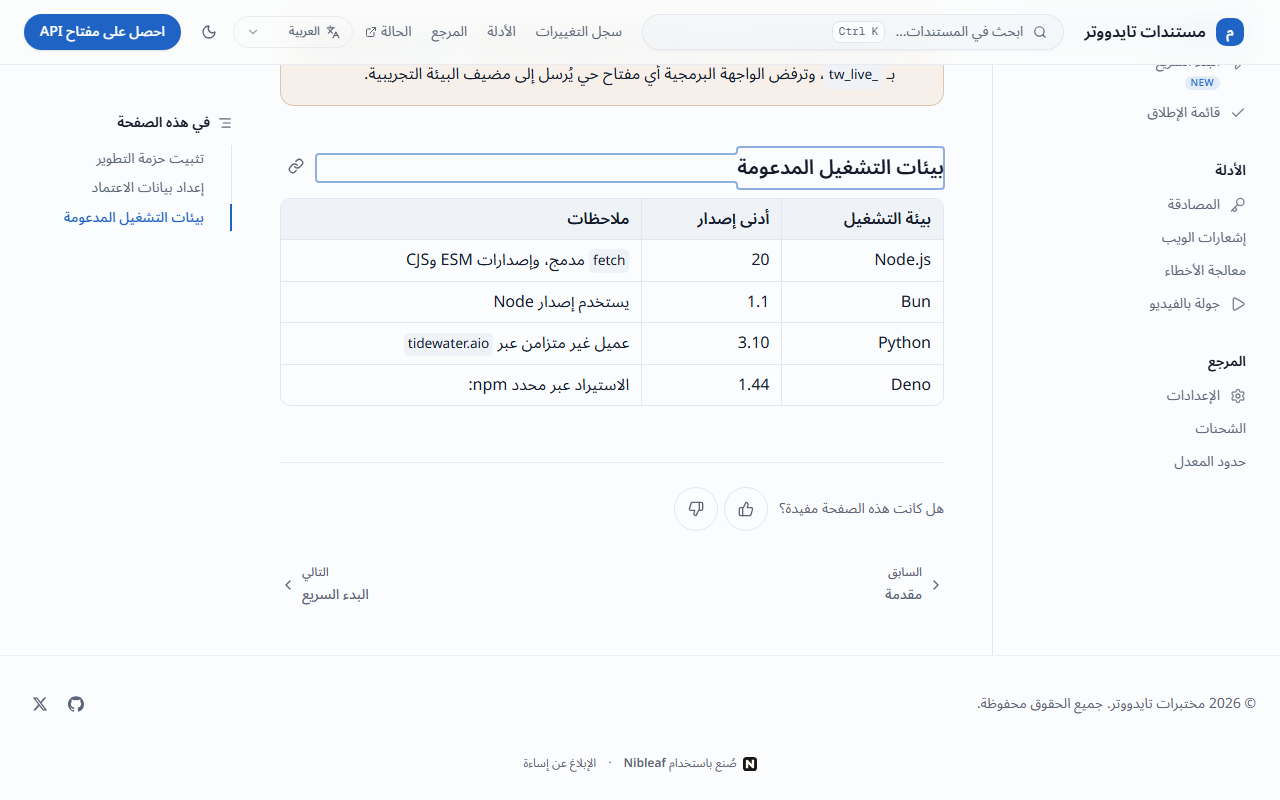 م مستندات تايدووتر
ابحث في المستندات... Ctrl K
سجل التغييرات
الأدلة
المرجع
الحالة
العربية
احصل على مفتاح API
NEW
قائمة الإطلاق
الأدلة
المصادقة
إشعارات الويب
معالجة الأخطاء
جولة بالفيديو
المرجع
الإعدادات
الشحنات
حدود المعدل
بـ tw_live_ ، وترفض الواجهة البرمجية أي مفتاح حي يُرسل إلى مضيف البيئة التجريبية.
بيئات التشغيل المدعومة
بيئة التشغيل أدنى إصدار ملاحظات
Node.js 20 fetch مدمج، وإصدارات ESM وCJS
Bun 1.1 يستخدم إصدار Node
Python 3.10 عميل غير متزامن عبر tidewater.aio
Deno 1.44 الاستيراد عبر محدد npm:
هل كانت هذه الصفحة مفيدة؟
السابق
مقدمة
التالي
البدء السريع
في هذه الصفحة
تثبيت حزمة التطوير
إعداد بيانات الاعتماد
بيئات التشغيل المدعومة
© 2026 مختبرات تايدووتر. جميع الحقوق محفوظة.
صُنع باستخدام Nibleaf · الإبلاغ عن إساءة